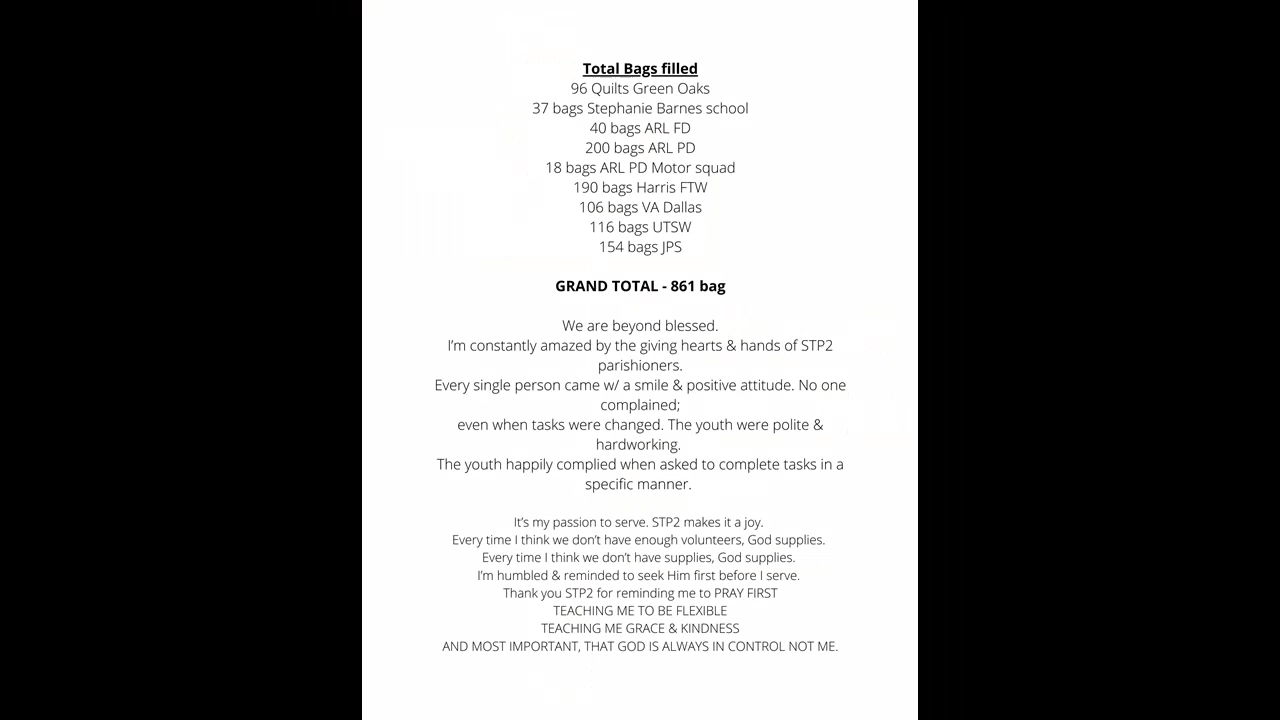 Total Bags filled
96 Quilts Green Oaks
37 bags Stephanie Barnes school
40 bags ARL FD
200 bags ARL PD
18 bags ARL PD Motor squad
190 bags Harris FTW
106 bags VA Dallas
116 bags UTSW
154 bags JPS
GRAND TOTAL - 861 bag
We are beyond blessed.
I'm constantly amazed by the giving hearts & hands of STP2
parishioners.
Every single person came w/ a smile & positive attitude. No one
complained;
even when tasks were changed. The youth were polite &
hardworking.
The youth happily complied when asked to complete tasks in a
specific manner.
It's my passion to serve. STP2 makes it a joy.
Every time I think we don't have enough volunteers, God supplies.
Every time I think we don't have supplies, God supplies.
I'm humbled & reminded to seek Him first before I serve.
Thank you STP2 for reminding me to PRAY FIRST
TEACHING ME TO BE FLEXIBLE
TEACHING ME GRACE & KINDNESS
AND MOST IMPORTANT, THAT GOD IS ALWAYS IN CONTROL NOT ME.